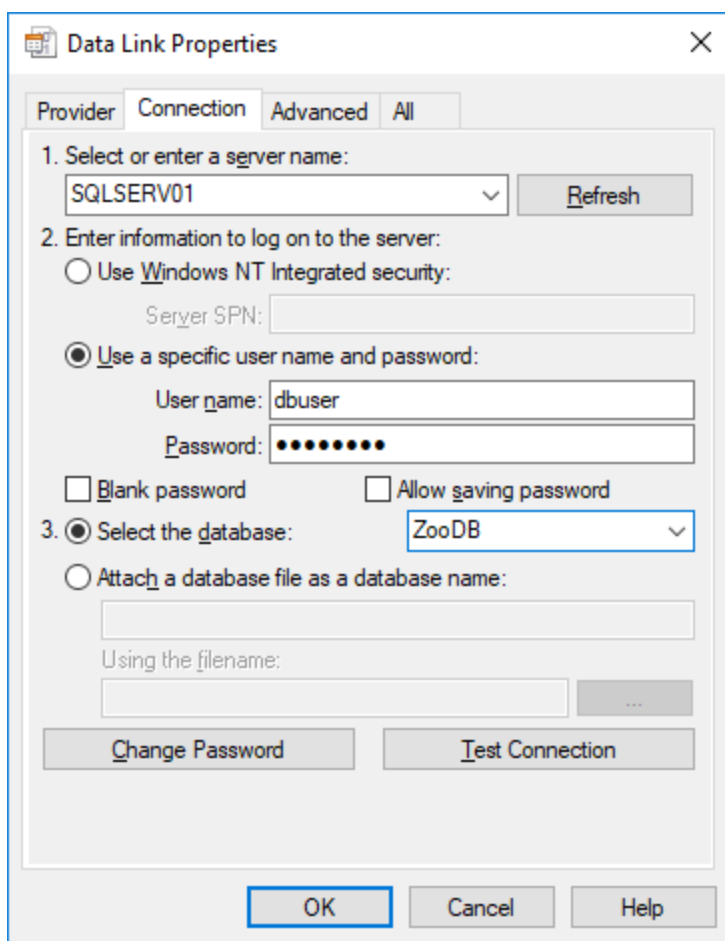 Data Link Properties
Provider Connection Advanced All
1. Select or enter a server name:
SQLSERV01 Refresh
2. Enter information to log on to the server:
Use Windows NT Integrated security:
Server SPN:
Use a specific user name and password:
User name: dbuser
Password: ●●●●●●●●
Blank password Allow saving password
3. Select the database: ZooDB
Attach a database file as a database name:
Using the filename:
...
Change Password Test Connection
OK Cancel Help